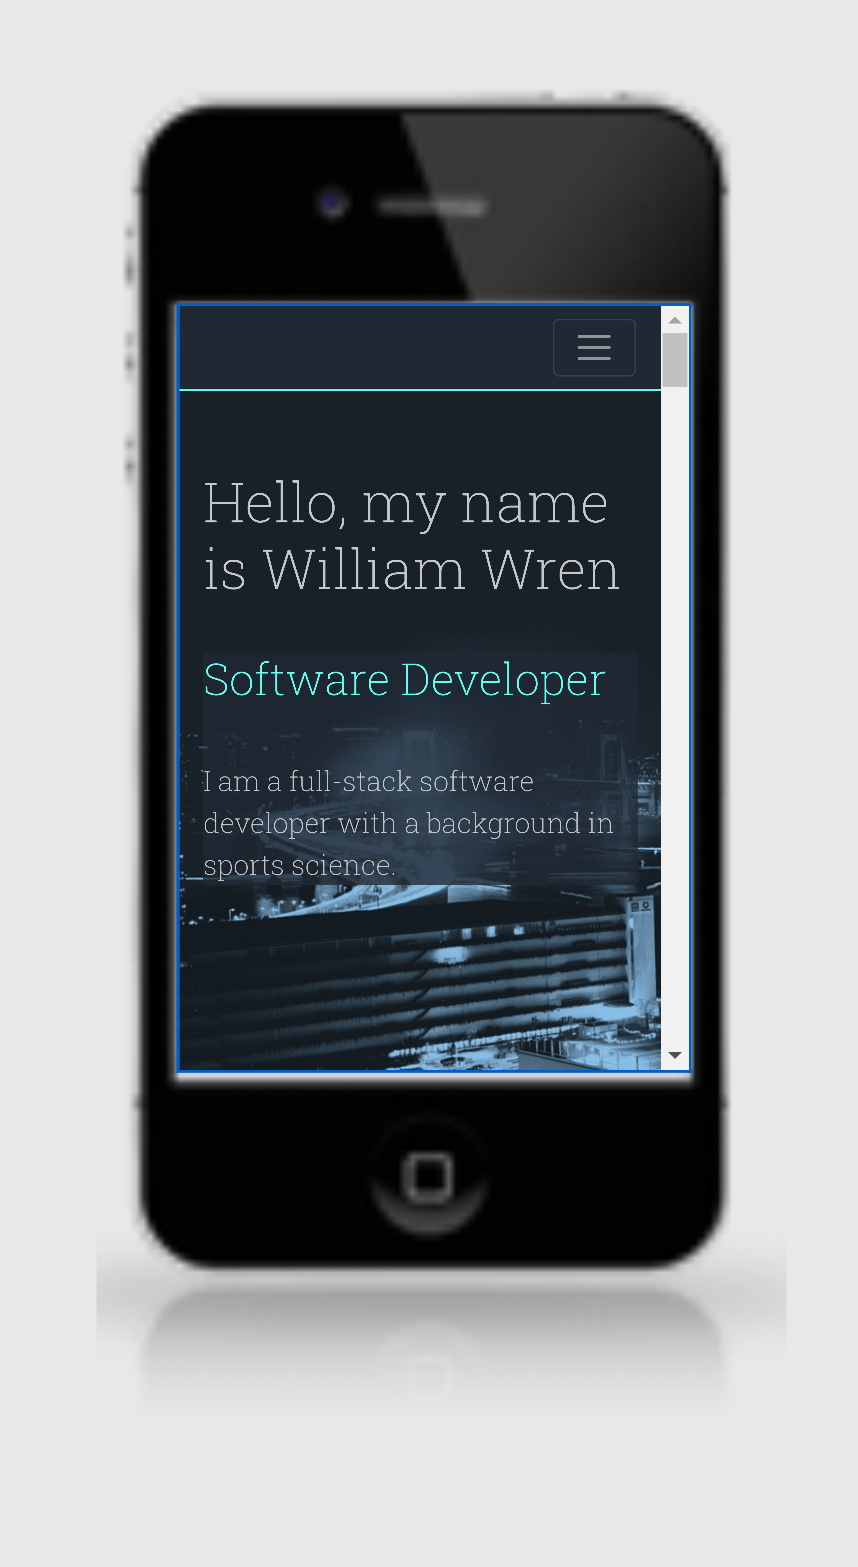 Hello, my name
is William Wren
Software Developer
I am a full-stack software
developer with a background in
sports science.